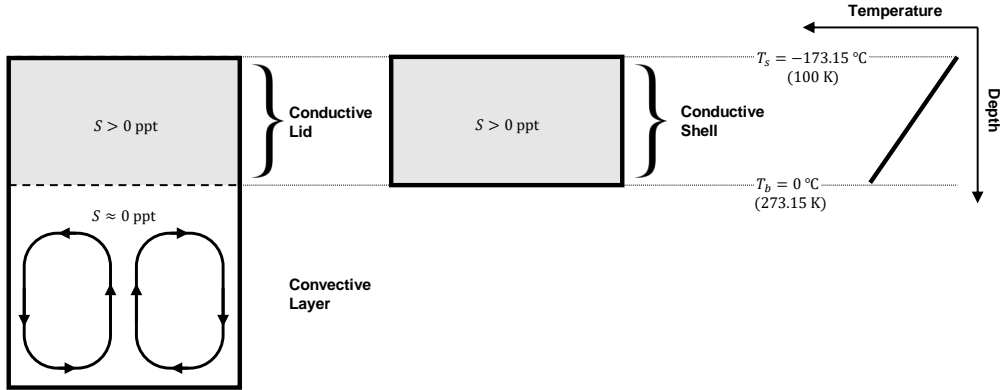 Temperature
T_s = −173.15 °C
(100 K)
S > 0 ppt
Conductive
Lid
S > 0 ppt
Conductive
Shell
Depth
T_b = 0 °C
(273.15 K)
S ≈ 0 ppt
Convective
Layer